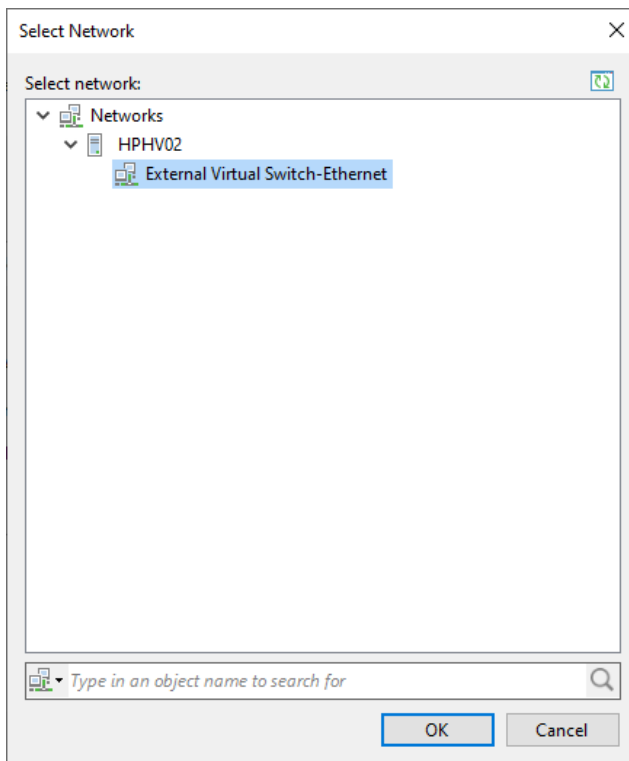 Select Network
Select network:
Networks
HPHV02
External Virtual Switch-Ethernet
Type in an object name to search for
OK
Cancel